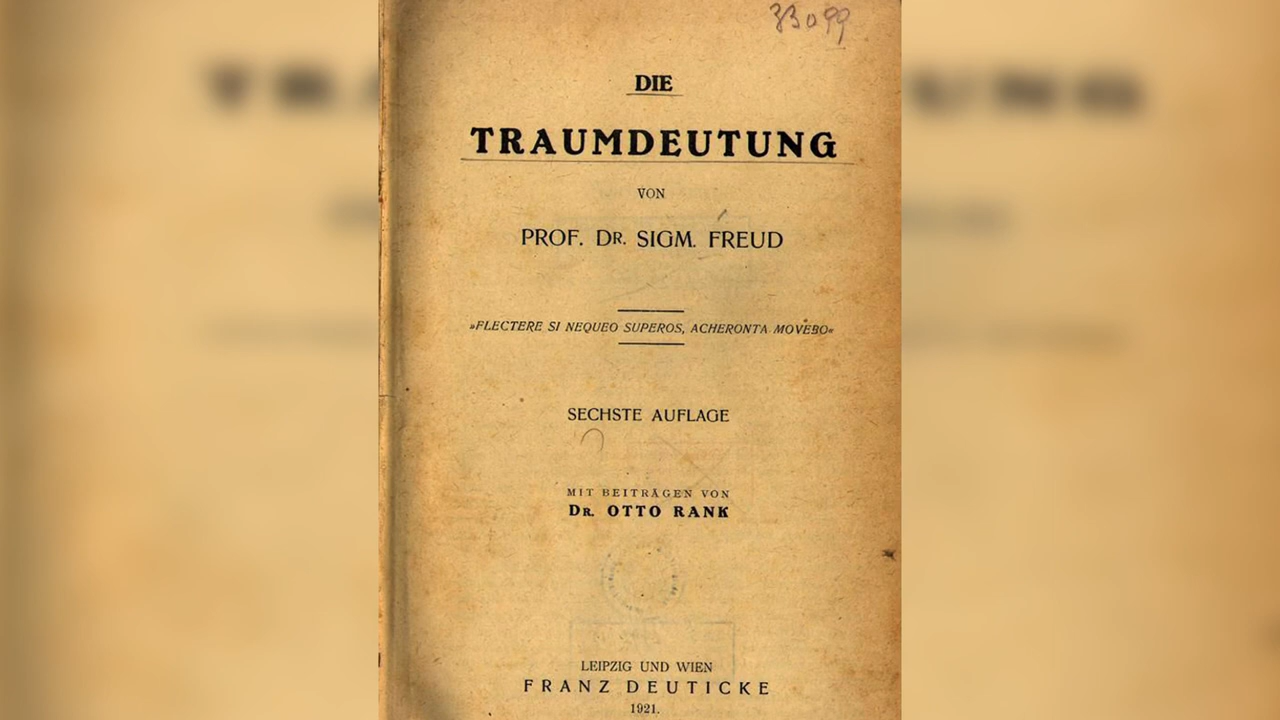 33099
DIE
TRAUMDEUTUNG
VON
PROF. DR. SIGM. FREUD
»FLECTERE SI NEQUEO SUPEROS, ACHERONTA MOVEBO«
SECHSTE AUFLAGE
MIT BEITRÄGEN VON
DR. OTTO RANK
LEIPZIG UND WIEN
FRANZ DEUTICKE
1921.